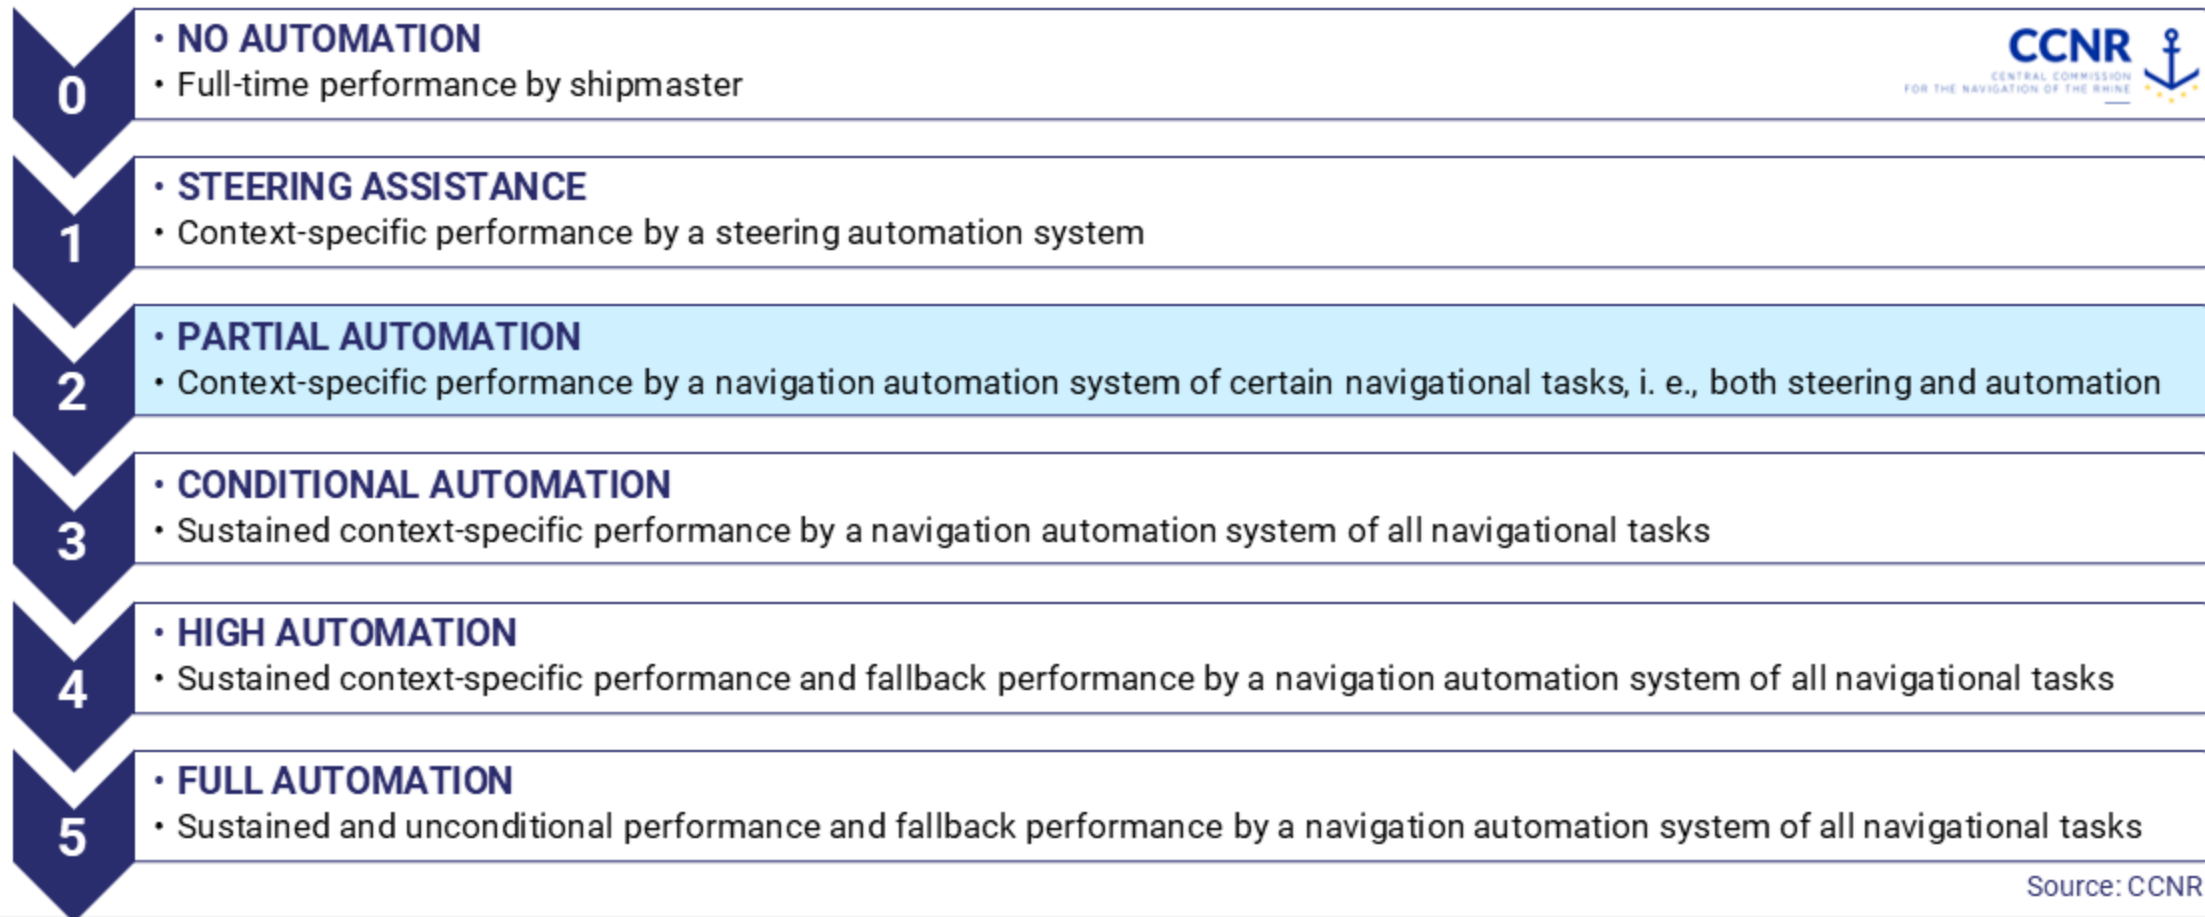 0
• NO AUTOMATION
• Full-time performance by shipmaster
CCNR
CENTRAL COMMISSION
FOR THE NAVIGATION OF THE RHINE
1
• STEERING ASSISTANCE
• Context-specific performance by a steering automation system
2
• PARTIAL AUTOMATION
• Context-specific performance by a navigation automation system of certain navigational tasks, i. e., both steering and automation
3
• CONDITIONAL AUTOMATION
• Sustained context-specific performance by a navigation automation system of all navigational tasks
4
• HIGH AUTOMATION
• Sustained context-specific performance and fallback performance by a navigation automation system of all navigational tasks
5
• FULL AUTOMATION
• Sustained and unconditional performance and fallback performance by a navigation automation system of all navigational tasks
Source: CCNR